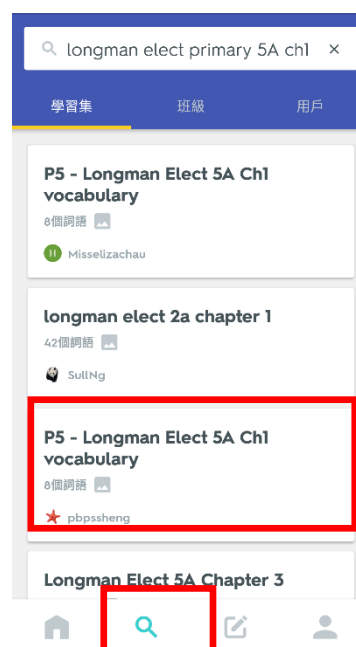 longman elect primary 5A ch1 ×
學習集 班級 用戶
P5 - Longman Elect 5A Ch1
vocabulary
8個詞語
H Misselizachau
longman elect 2a chapter 1
42個詞語
SullNg
P5 - Longman Elect 5A Ch1
vocabulary
8個詞語
pbpssheng
Longman Elect 5A Chapter 3